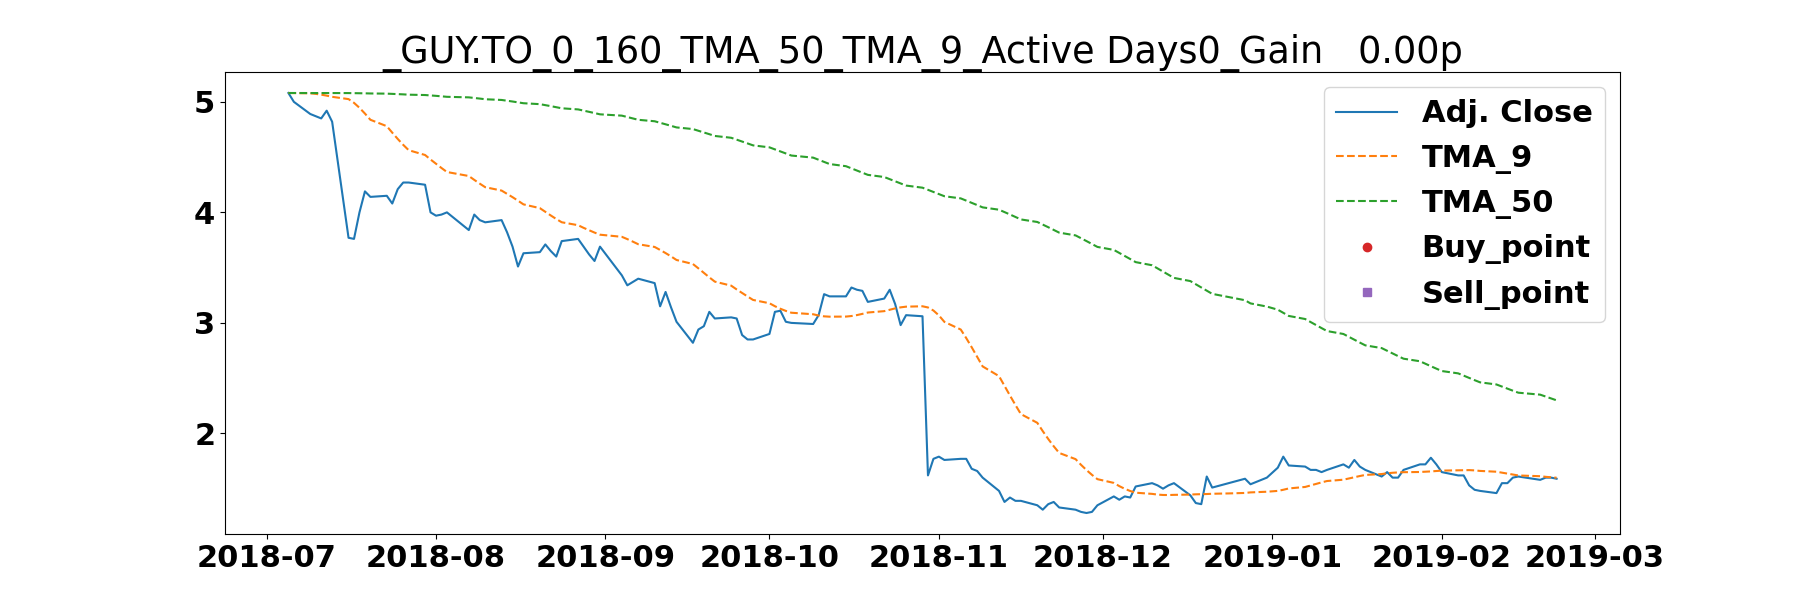 _GUY.TO_0_160_TMA_50_TMA_9_Active Days0_Gain   0.00p
5
4
3
2
Adj. Close
TMA_9
TMA_50
Buy_point
Sell_point
2018-07 2018-08 2018-09 2018-10 2018-11 2018-12 2019-01 2019-02 2019-03